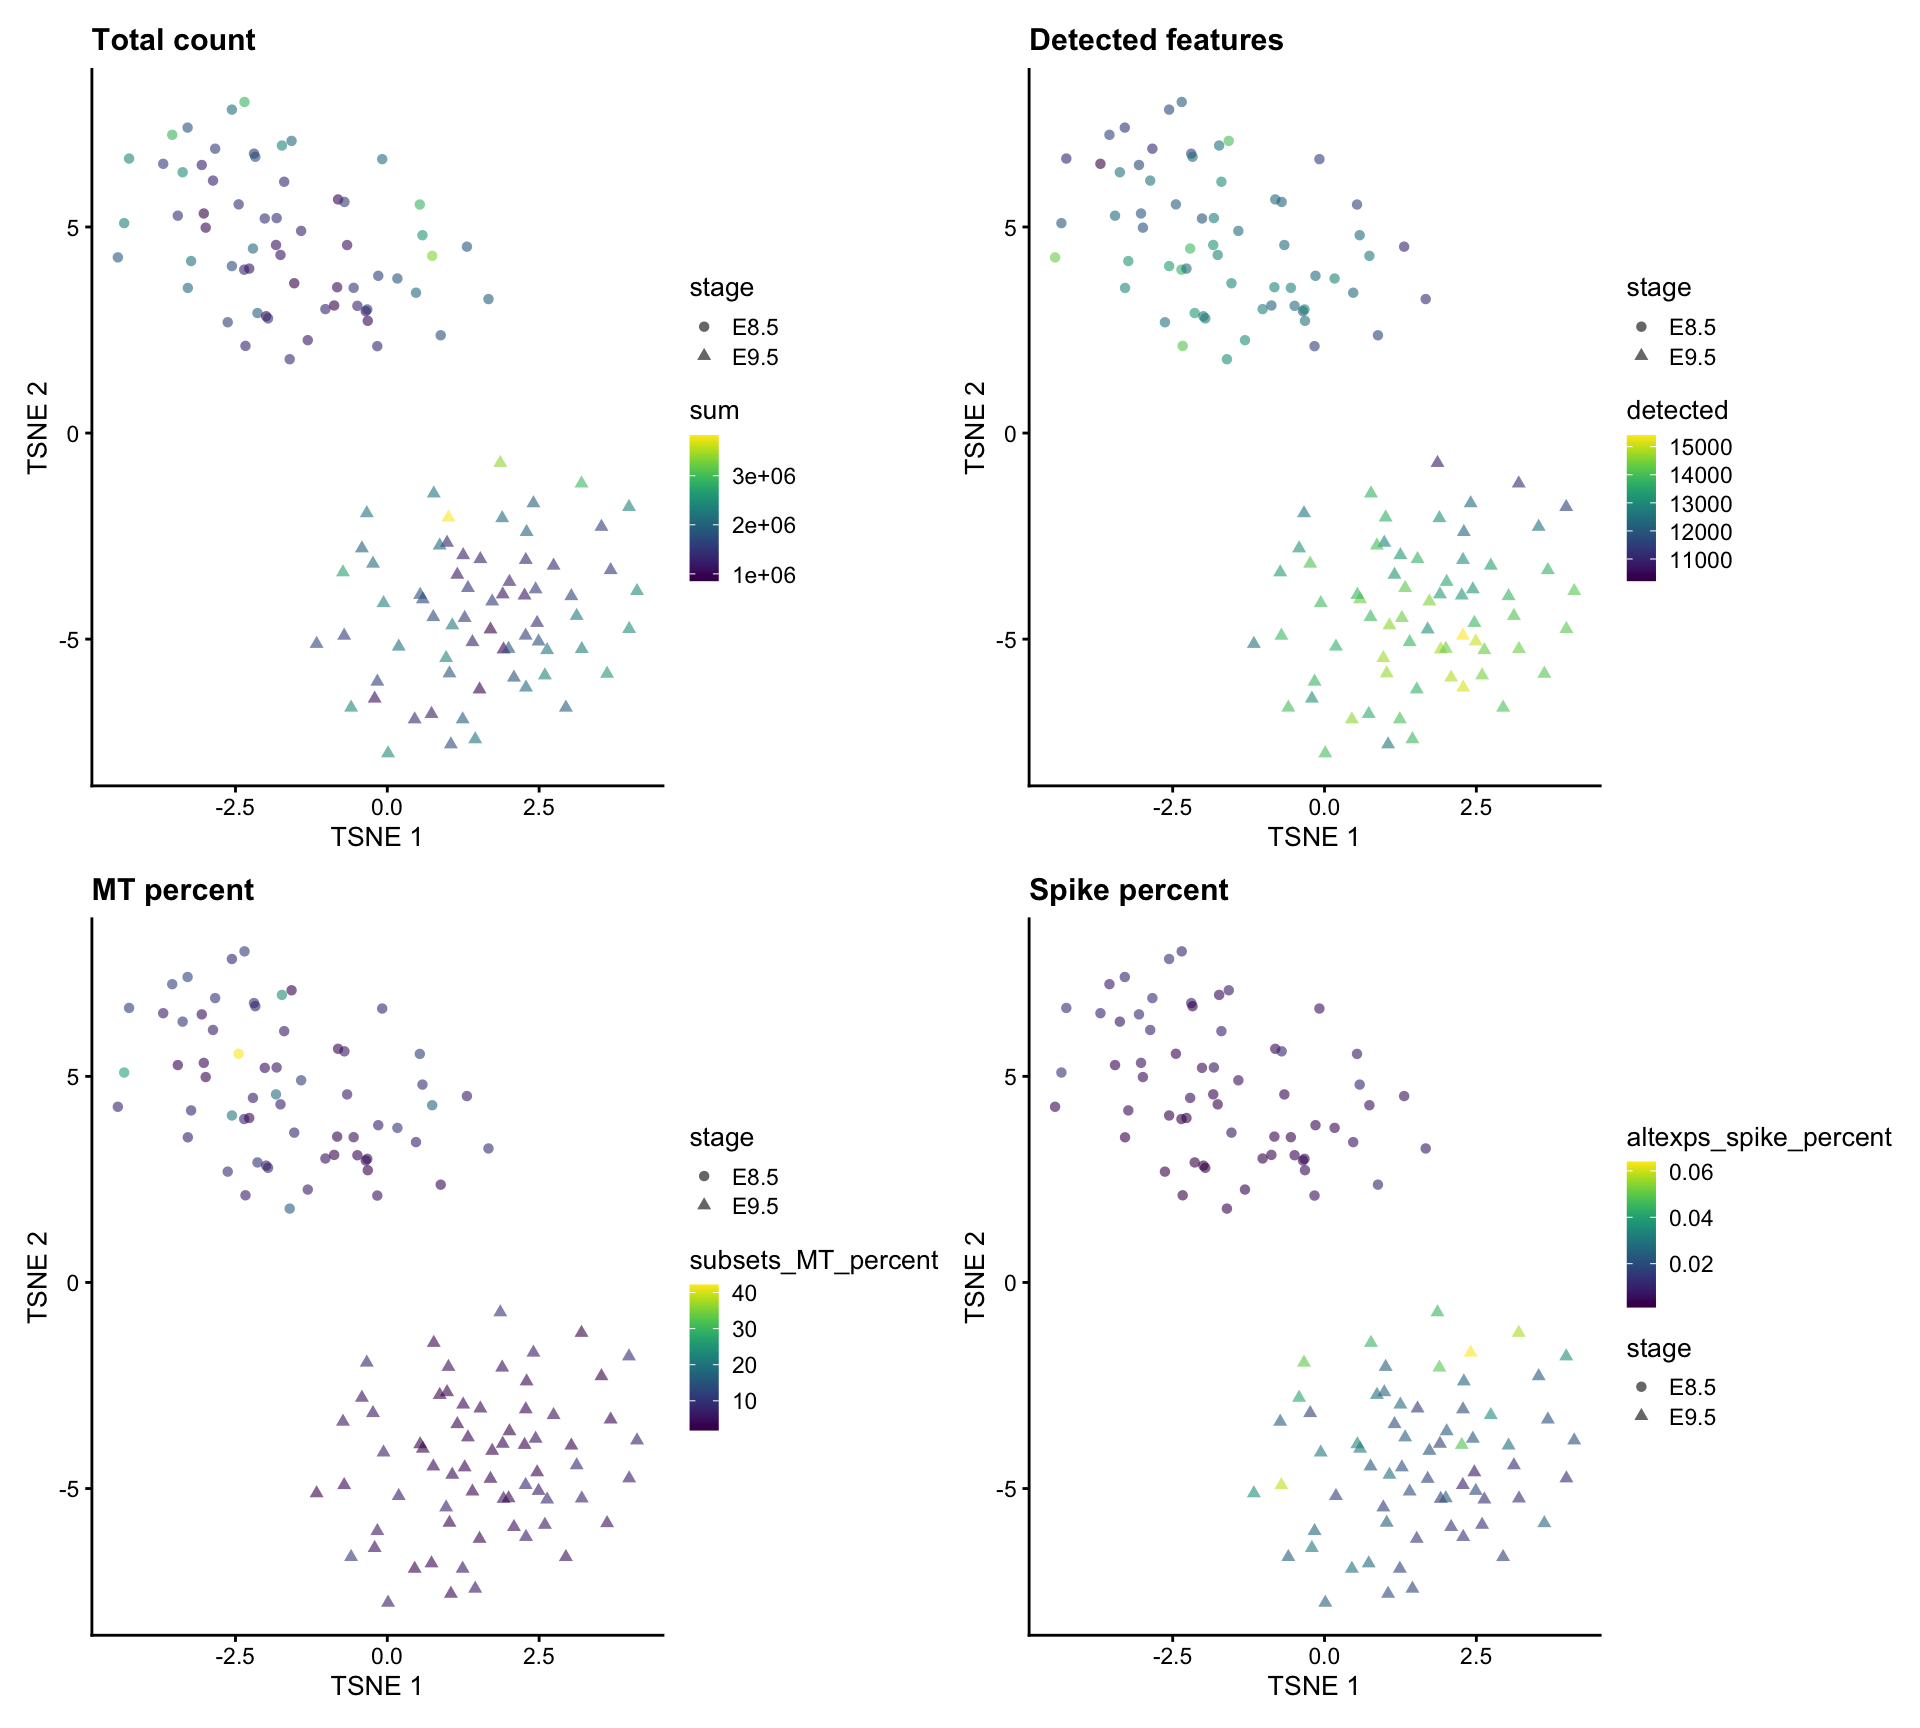 Total count
TSNE 2
5
0
-5
-2.5 0.0 2.5
TSNE 1
stage
E8.5
E9.5
sum
3e+06
2e+06
1e+06
Detected features
TSNE 2
5
0
-5
-2.5 0.0 2.5
TSNE 1
stage
E8.5
E9.5
detected
15000
14000
13000
12000
11000
MT percent
TSNE 2
5
0
-5
-2.5 0.0 2.5
TSNE 1
stage
E8.5
E9.5
subsets_MT_percent
40
30
20
10
Spike percent
TSNE 2
5
0
-5
-2.5 0.0 2.5
TSNE 1
altexps_spike_percent
0.06
0.04
0.02
stage
E8.5
E9.5